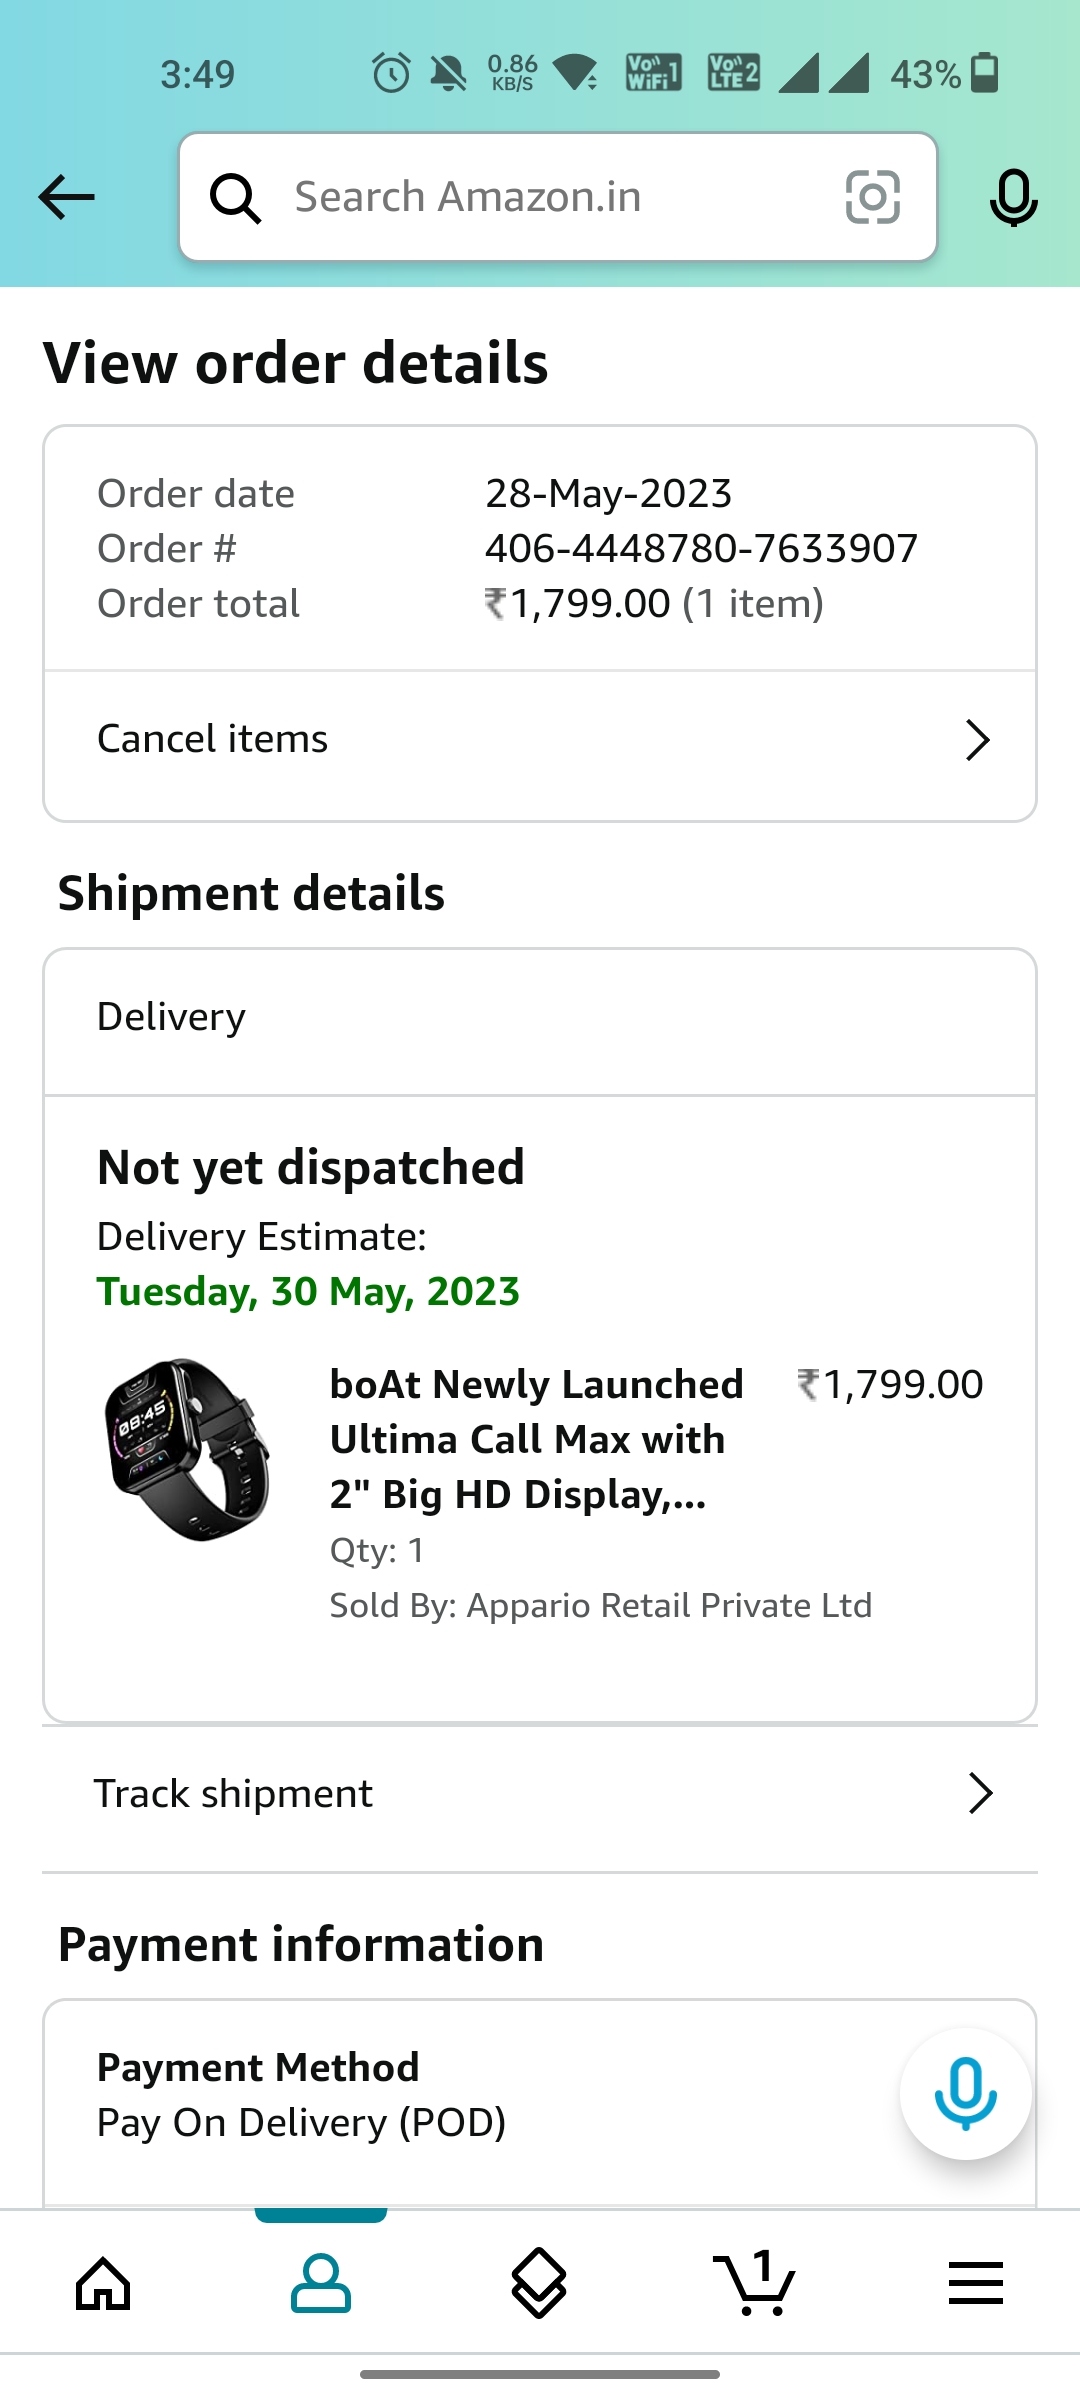 3:49
0.86
KB/S
Vo
WiFi 1
Vo
LTE 2
43%
Search Amazon.in
View order details
Order date 28-May-2023
Order # 406-4448780-7633907
Order total ₹1,799.00 (1 item)
Cancel items
Shipment details
Delivery
Not yet dispatched
Delivery Estimate:
Tuesday, 30 May, 2023
08:45
boAt Newly Launched ₹1,799.00
Ultima Call Max with
2" Big HD Display,...
Qty: 1
Sold By: Appario Retail Private Ltd
Track shipment
Payment information
Payment Method
Pay On Delivery (POD)
1